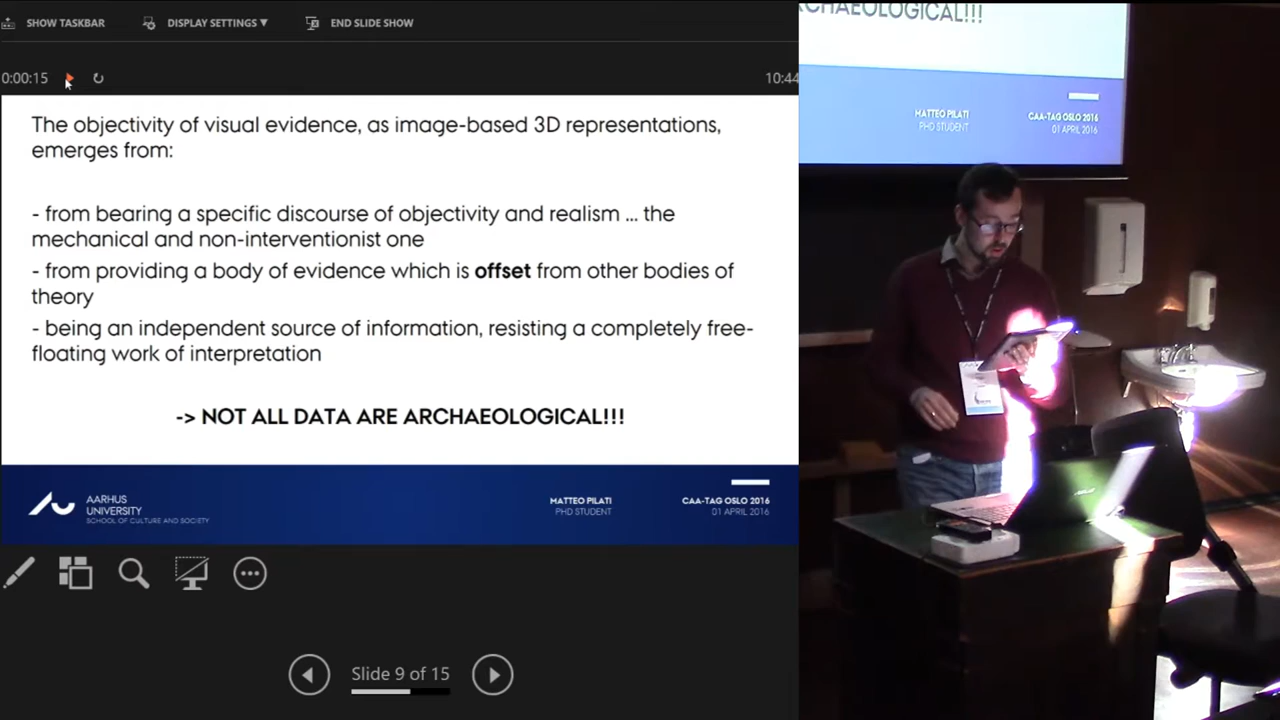 SHOW TASKBAR
DISPLAY SETTINGS ▼
END SLIDE SHOW
0:00:15
10:44
The objectivity of visual evidence, as image-based 3D representations,
emerges from:
- from bearing a specific discourse of objectivity and realism ... the
mechanical and non-interventionist one
- from providing a body of evidence which is offset from other bodies of
theory
- being an independent source of information, resisting a completely free-
floating work of interpretation
-> NOT ALL DATA ARE ARCHAEOLOGICAL!!!
AARHUS
UNIVERSITY
SCHOOL OF CULTURE AND SOCIETY
MATTEO PILATI
PHD STUDENT
CAA-TAG OSLO 2016
01 APRIL 2016
Slide 9 of 15
RCHAEOLOGICAL!!!
MATTEO PILATI
PHD STUDENT
CAA-TAG OSLO 2016
01 APRIL 2016